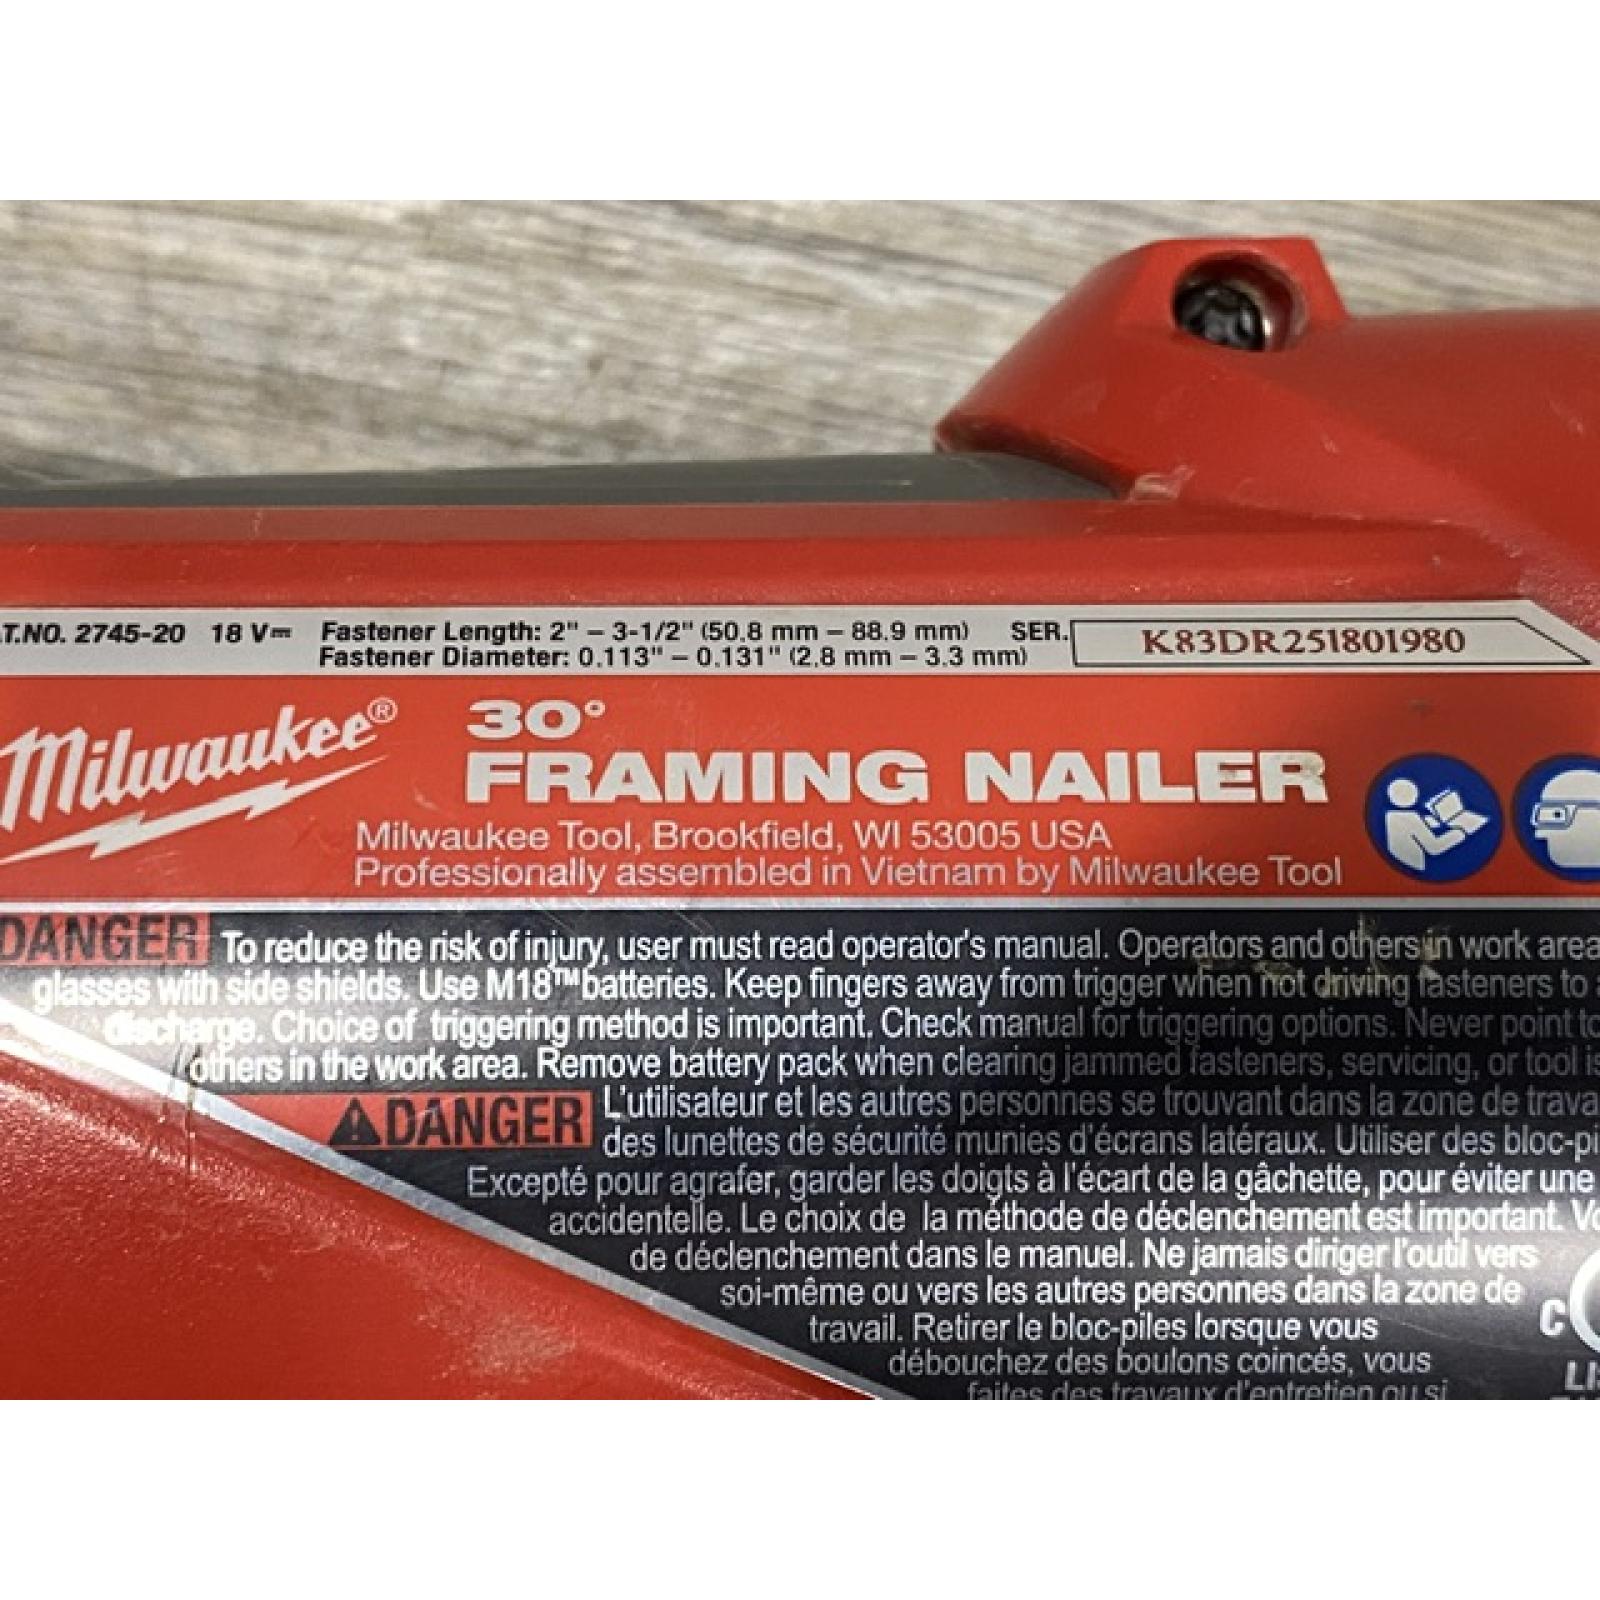 T.NO. 2745-20 18 V⎓ Fastener Length: 2" – 3-1/2" (50.8 mm – 88.9 mm) SER. K83DR251801980
Fastener Diameter: 0.113" – 0.131" (2.8 mm – 3.3 mm)
Milwaukee®
30°
FRAMING NAILER
Milwaukee Tool, Brookfield, WI 53005 USA
Professionally assembled in Vietnam by Milwaukee Tool
DANGER To reduce the risk of injury, user must read operator's manual. Operators and others in work area
glasses with side shields. Use M18™ batteries. Keep fingers away from trigger when not driving fasteners to
discharge. Choice of triggering method is important. Check manual for triggering options. Never point to
others in the work area. Remove battery pack when clearing jammed fasteners, servicing, or tool is
⚠DANGER L'utilisateur et les autres personnes se trouvant dans la zone de trava
des lunettes de sécurité munies d'écrans latéraux. Utiliser des bloc-pi
Excepté pour agrafer, garder les doigts à l'écart de la gâchette, pour éviter une
accidentelle. Le choix de la méthode de déclenchement est important. Vo
de déclenchement dans le manuel. Ne jamais diriger l'outil vers
soi-même ou vers les autres personnes dans la zone de
travail. Retirer le bloc-piles lorsque vous
débouchez des boulons coincés, vous
faites des travaux d'entretien ou si
C
LIS